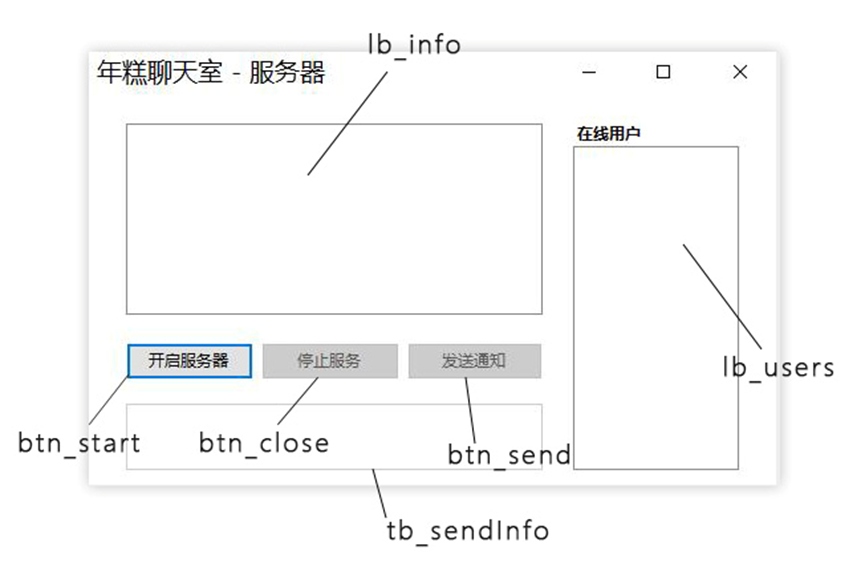 lb_info
年糕聊天室 - 服务器
在线用户
开启服务器
停止服务
发送通知
lb_users
btn_start
btn_close
btn_send
tb_sendInfo